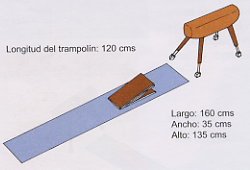 Longitud del trampolín: 120 cms
Largo: 160 cms
Ancho: 35 cms
Alto: 135 cms